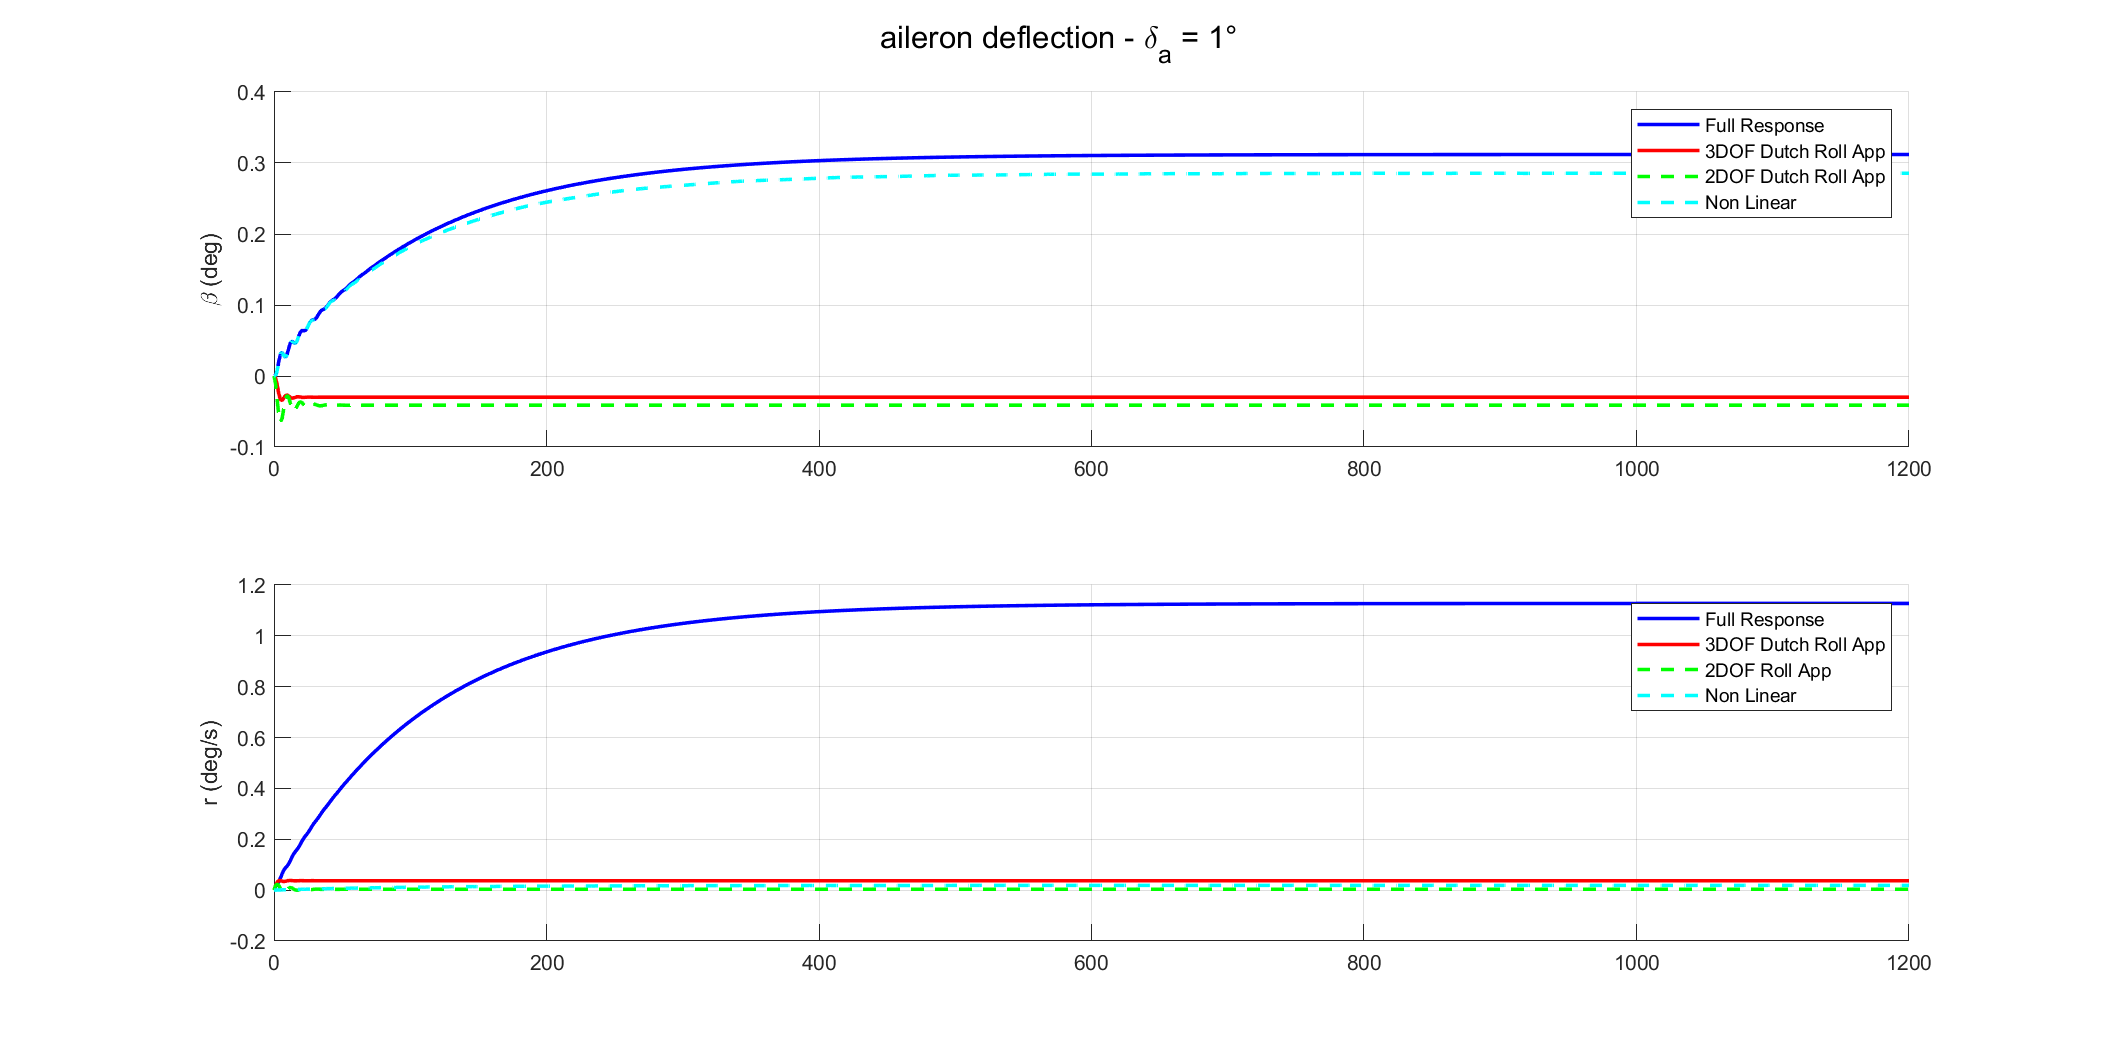 aileron deflection - δa = 1°
0.4
0.3
0.2
0.1
0
-0.1
β (deg)
0
200
400
600
800
1000
1200
Full Response
3DOF Dutch Roll App
2DOF Dutch Roll App
Non Linear
1.2
1
0.8
0.6
0.4
0.2
0
-0.2
r (deg/s)
0
200
400
600
800
1000
1200
Full Response
3DOF Dutch Roll App
2DOF Roll App
Non Linear